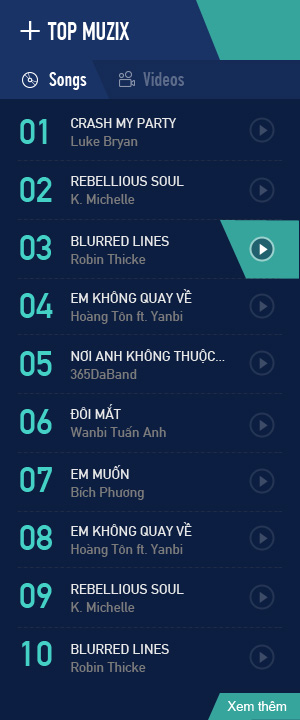 + TOP MUZIX
Songs Videos
01 CRASH MY PARTY
Luke Bryan
02 REBELLIOUS SOUL
K. Michelle
03 BLURRED LINES
Robin Thicke
04 EM KHÔNG QUAY VỀ
Hoàng Tôn ft. Yanbi
05 NƠI ANH KHÔNG THUỘC...
365DaBand
06 ĐÔI MẮT
Wanbi Tuấn Anh
07 EM MUỐN
Bích Phương
08 EM KHÔNG QUAY VỀ
Hoàng Tôn ft. Yanbi
09 REBELLIOUS SOUL
K. Michelle
10 BLURRED LINES
Robin Thicke
Xem thêm